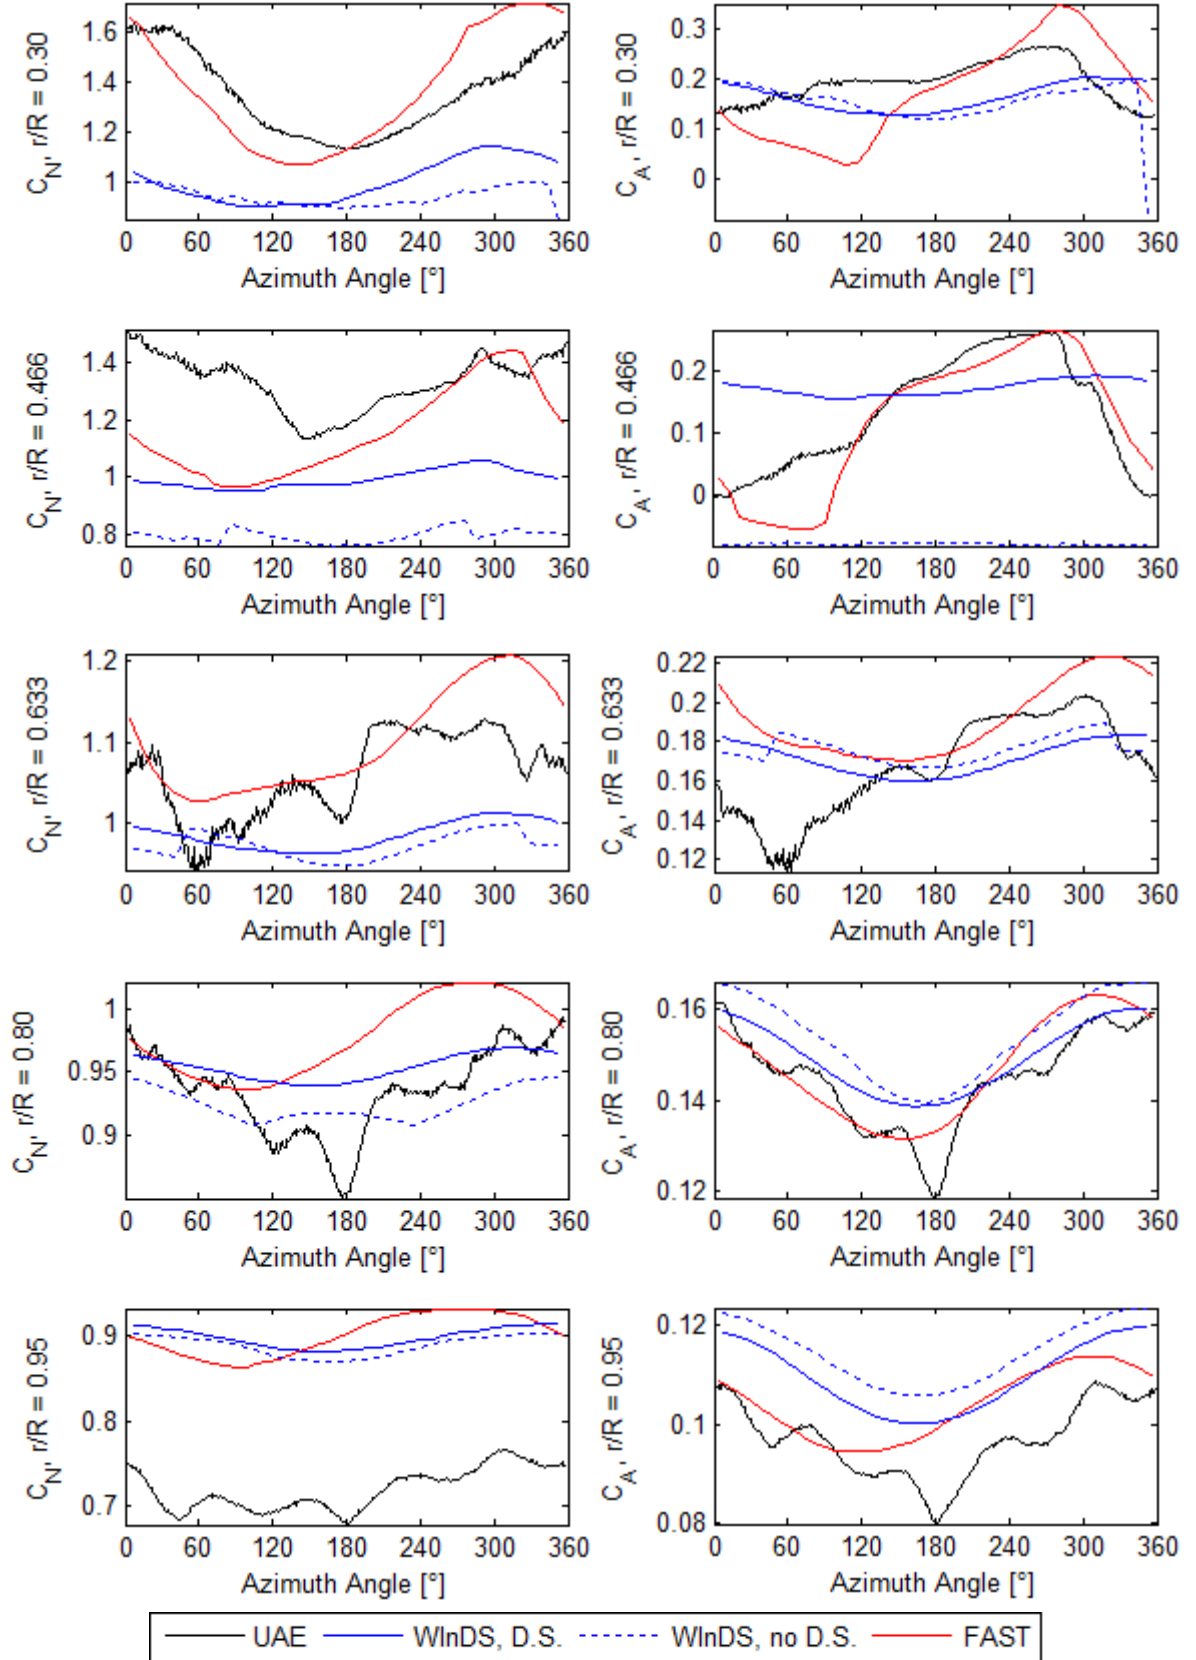 C_N, r/R = 0.30
1.6
1.4
1.2
1
0 60 120 180 240 300 360
Azimuth Angle [°]
C_A, r/R = 0.30
0.3
0.2
0.1
0
0 60 120 180 240 300 360
Azimuth Angle [°]
C_N, r/R = 0.466
1.4
1.2
1
0.8
0 60 120 180 240 300 360
Azimuth Angle [°]
C_A, r/R = 0.466
0.2
0.1
0
0 60 120 180 240 300 360
Azimuth Angle [°]
C_N, r/R = 0.633
1.2
1.1
1
0 60 120 180 240 300 360
Azimuth Angle [°]
C_A, r/R = 0.633
0.22
0.2
0.18
0.16
0.14
0.12
0 60 120 180 240 300 360
Azimuth Angle [°]
C_N, r/R = 0.80
1
0.95
0.9
0 60 120 180 240 300 360
Azimuth Angle [°]
C_A, r/R = 0.80
0.16
0.14
0.12
0 60 120 180 240 300 360
Azimuth Angle [°]
C_N, r/R = 0.95
0.9
0.8
0.7
0 60 120 180 240 300 360
Azimuth Angle [°]
C_A, r/R = 0.95
0.12
0.1
0.08
0 60 120 180 240 300 360
Azimuth Angle [°]
UAE WInDS, D.S. WInDS, no D.S. FAST